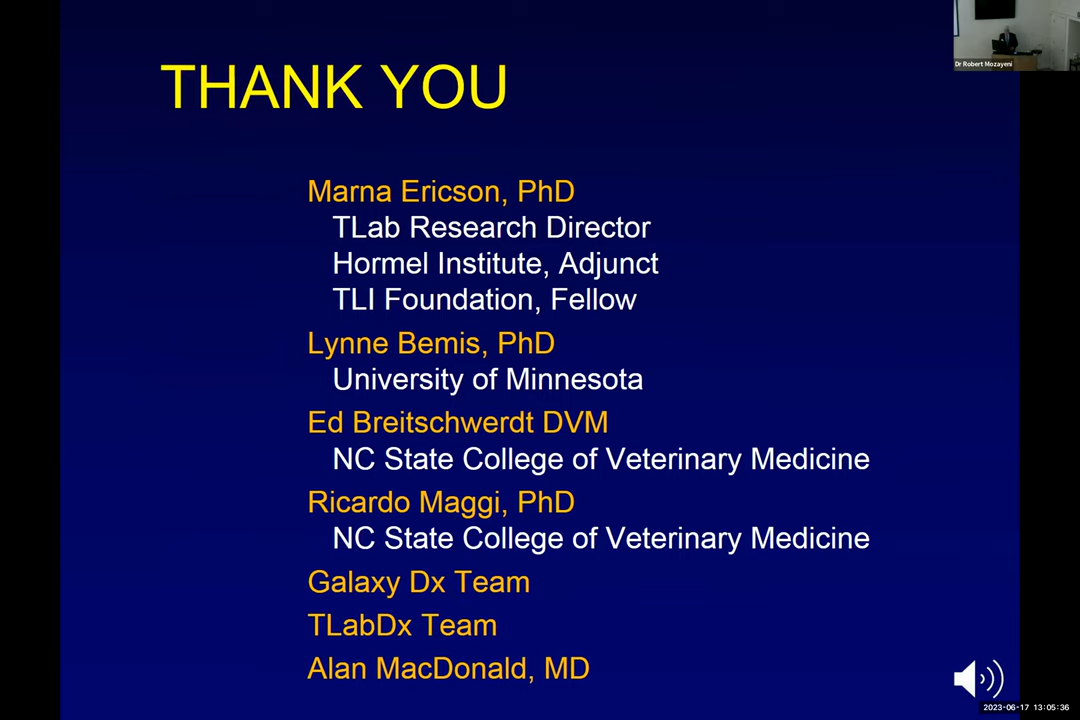 THANK YOU
Dr Robert Mozayeni
Marna Ericson, PhD
TLab Research Director
Hormel Institute, Adjunct
TLI Foundation, Fellow
Lynne Bemis, PhD
University of Minnesota
Ed Breitschwerdt DVM
NC State College of Veterinary Medicine
Ricardo Maggi, PhD
NC State College of Veterinary Medicine
Galaxy Dx Team
TLabDx Team
Alan MacDonald, MD
2023-06-17 13:05:36